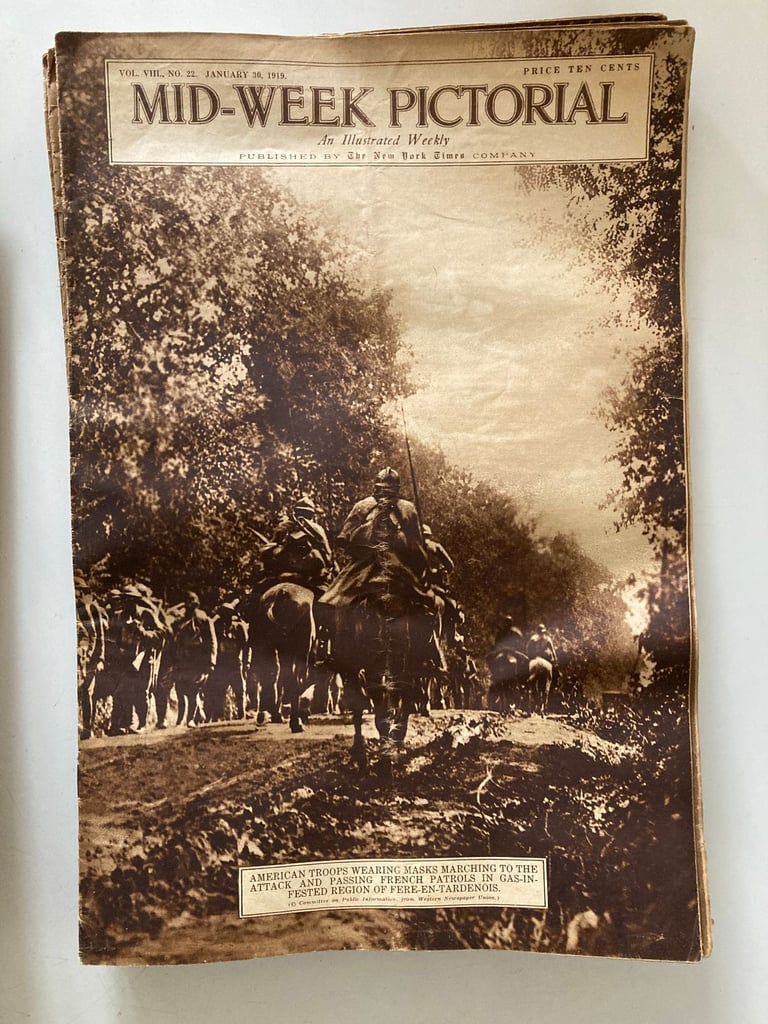 VOL. VIII., NO. 22. JANUARY 30, 1919. PRICE TEN CENTS
MID-WEEK PICTORIAL
An Illustrated Weekly
PUBLISHED BY The New York Times COMPANY
AMERICAN TROOPS WEARING MASKS MARCHING TO THE
ATTACK AND PASSING FRENCH PATROLS IN GAS-IN-
FESTED REGION OF FERE-EN-TARDENOIS.
(© Committee on Public Information, from Western Newspaper Union.)